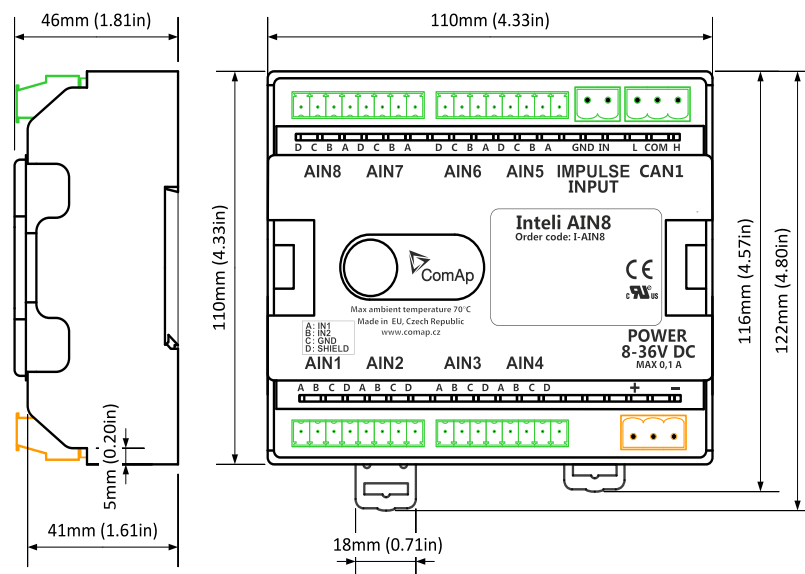 46mm (1.81in)
110mm (4.33in)
D C B A D C B A D C B A D C B A GND IN L COM H
AIN8 AIN7 AIN6 AIN5 IMPULSE INPUT CAN1
110mm (4.33in)
Inteli AIN8
Order code: I-AIN8
ComAp
CE
C UR US
Max ambient temperature 70°C
Made in EU, Czech Republic
www.comap.cz
A: IN1
B: IN2
C: GND
D: SHIELD
POWER
8-36V DC
MAX 0,1 A
AIN1 AIN2 AIN3 AIN4
A B C D A B C D A B C D A B C D + −
116mm (4.57in)
122mm (4.80in)
5mm (0.20in)
41mm (1.61in)
18mm (0.71in)